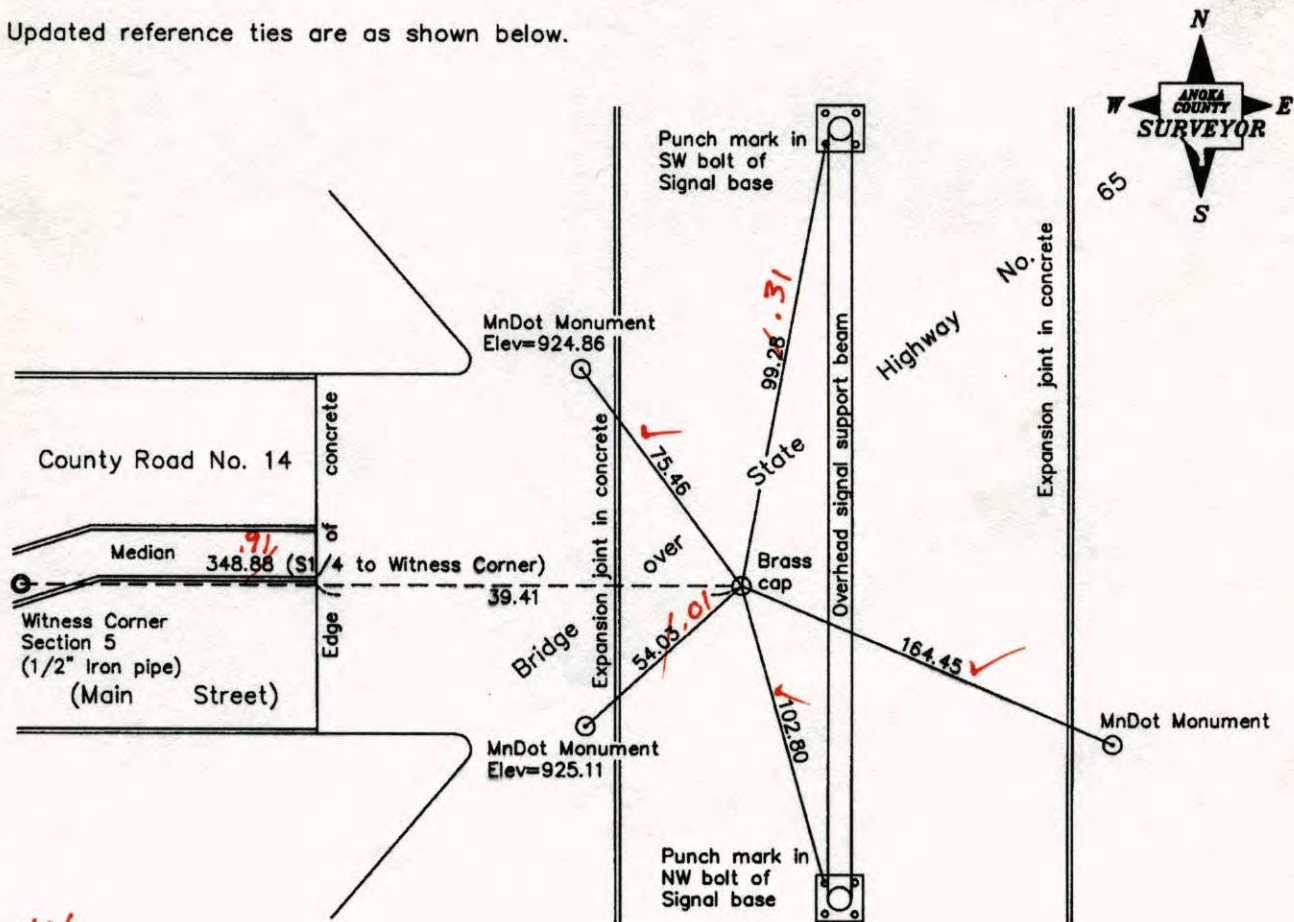 Updated reference ties are as shown below.
N
W
ANOKA
COUNTY
SURVEYOR
E
S
Punch mark in
SW bolt of
Signal base
65
No.
Highway
State
over
Bridge
MnDot Monument
Elev=924.86
99.28
.31
75.46
Expansion joint in concrete
Overhead signal support beam
Expansion joint in concrete
County Road No. 14
Edge of concrete
Median
.91
348.88 (S1/4 to Witness Corner)
39.41
Brass
cap
Witness Corner
Section 5
(1/2" Iron pipe)
(Main Street)
54.03
.01
164.45
102.80
MnDot Monument
MnDot Monument
Elev=925.11
Punch mark in
NW bolt of
Signal base